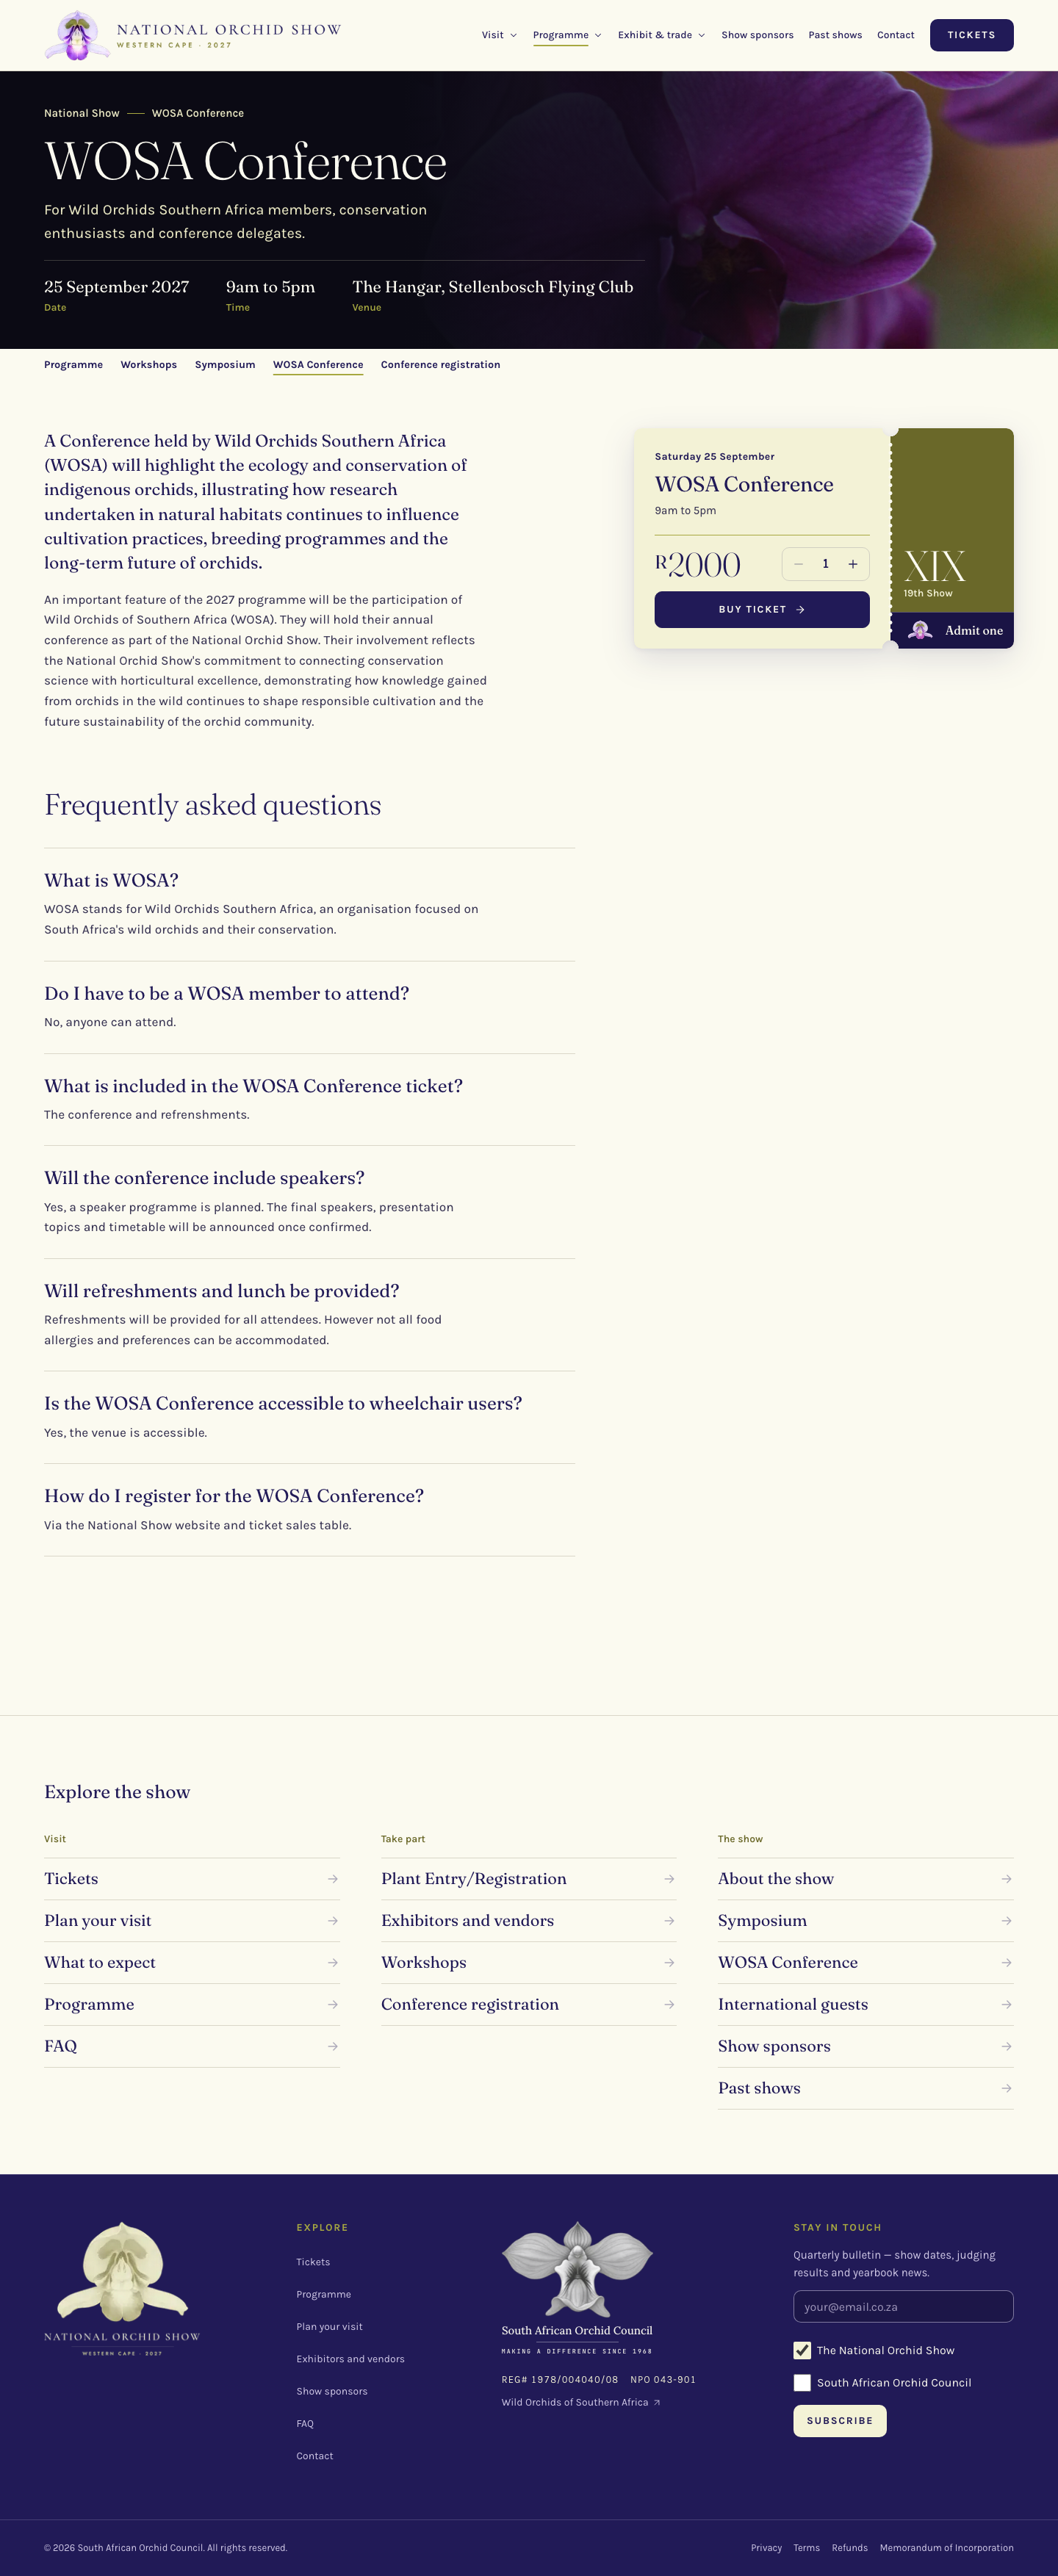 NATIONAL ORCHID SHOW
WESTERN CAPE · 2027
Visit
Programme
Exhibit & trade
Show sponsors
Past shows
Contact
TICKETS
National Show — WOSA Conference
WOSA Conference
For Wild Orchids Southern Africa members, conservation
enthusiasts and conference delegates.
25 September 2027
Date
9am to 5pm
Time
The Hangar, Stellenbosch Flying Club
Venue
Programme
Workshops
Symposium
WOSA Conference
Conference registration
A Conference held by Wild Orchids Southern Africa
(WOSA) will highlight the ecology and conservation of
indigenous orchids, illustrating how research
undertaken in natural habitats continues to influence
cultivation practices, breeding programmes and the
long-term future of orchids.
An important feature of the 2027 programme will be the participation of
Wild Orchids of Southern Africa (WOSA). They will hold their annual
conference as part of the National Orchid Show. Their involvement reflects
the National Orchid Show's commitment to connecting conservation
science with horticultural excellence, demonstrating how knowledge gained
from orchids in the wild continues to shape responsible cultivation and the
future sustainability of the orchid community.
Saturday 25 September
WOSA Conference
9am to 5pm
R2000
1
BUY TICKET
XIX
19th Show
Admit one
Frequently asked questions
What is WOSA?
WOSA stands for Wild Orchids Southern Africa, an organisation focused on
South Africa's wild orchids and their conservation.
Do I have to be a WOSA member to attend?
No, anyone can attend.
What is included in the WOSA Conference ticket?
The conference and refrenshments.
Will the conference include speakers?
Yes, a speaker programme is planned. The final speakers, presentation
topics and timetable will be announced once confirmed.
Will refreshments and lunch be provided?
Refreshments will be provided for all attendees. However not all food
allergies and preferences can be accommodated.
Is the WOSA Conference accessible to wheelchair users?
Yes, the venue is accessible.
How do I register for the WOSA Conference?
Via the National Show website and ticket sales table.
Explore the show
Visit
Tickets
Plan your visit
What to expect
Programme
FAQ
Take part
Plant Entry/Registration
Exhibitors and vendors
Workshops
Conference registration
The show
About the show
Symposium
WOSA Conference
International guests
Show sponsors
Past shows
NATIONAL ORCHID SHOW
WESTERN CAPE · 2027
EXPLORE
Tickets
Programme
Plan your visit
Exhibitors and vendors
Show sponsors
FAQ
Contact
South African Orchid Council
MAKING A DIFFERENCE SINCE 1968
REG# 1978/004040/08 NPO 043-901
Wild Orchids of Southern Africa
STAY IN TOUCH
Quarterly bulletin — show dates, judging
results and yearbook news.
your@email.co.za
The National Orchid Show
South African Orchid Council
SUBSCRIBE
© 2026 South African Orchid Council. All rights reserved.
Privacy
Terms
Refunds
Memorandum of Incorporation